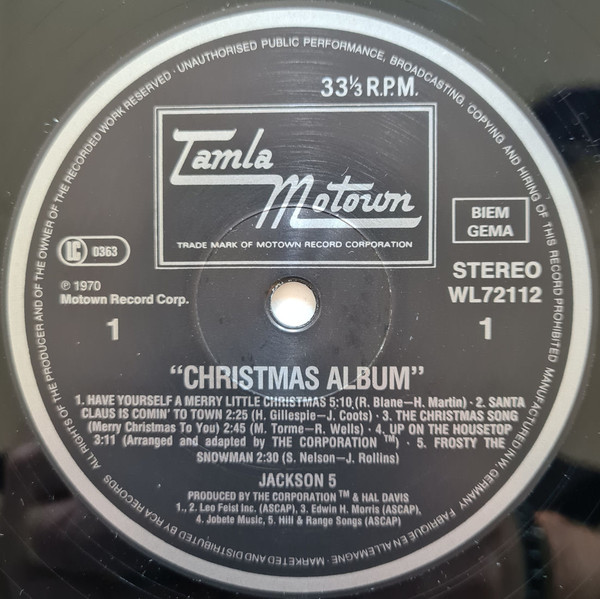 33⅓ R.P.M.
Tamla
Motown
TRADE MARK OF MOTOWN RECORD CORPORATION
BIEM
GEMA
LC 0363
STEREO
WL72112
℗ 1970
Motown Record Corp.
1
1
“CHRISTMAS ALBUM”
1. HAVE YOURSELF A MERRY LITTLE CHRISTMAS 5:10 (R. Blane–H. Martin) · 2. SANTA
CLAUS IS COMIN' TO TOWN 2:25 (H. Gillespie–J. Coots) · 3. THE CHRISTMAS SONG
(Merry Christmas To You) 2:45 (M. Torme–R. Wells) · 4. UP ON THE HOUSETOP
3:11 (Arranged and adapted by THE CORPORATION ™) · 5. FROSTY THE
SNOWMAN 2:30 (S. Nelson–J. Rollins)
JACKSON 5
PRODUCED BY THE CORPORATION ™ & HAL DAVIS
1., 2. Leo Feist Inc. (ASCAP), 3. Edwin H. Morris (ASCAP),
4. Jobete Music, 5. Hill & Range Songs (ASCAP)
ALL RIGHTS OF THE PRODUCER AND OF THE OWNER OF THE RECORDED WORK RESERVED · UNAUTHORISED PUBLIC PERFORMANCE, BROADCASTING, COPYING AND HIRING OF THIS RECORD PROHIBITED MANUFACTURED IN W. GERMANY FABRIQUE EN ALLEMAGNE · MARKETED AND DISTRIBUTED BY RCA RECORDS